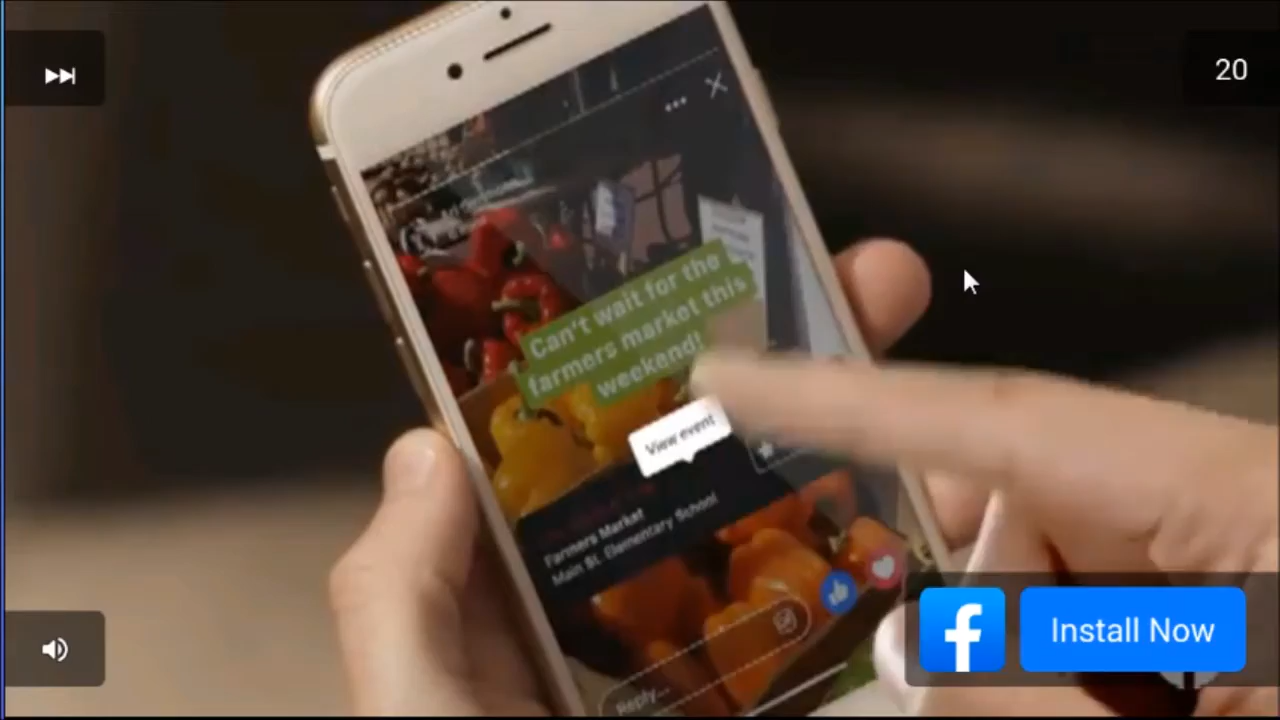 20
Can't wait for the
farmers market this
weekend!
View event
Farmers Market
Main St. Elementary School
Reply...
Install Now